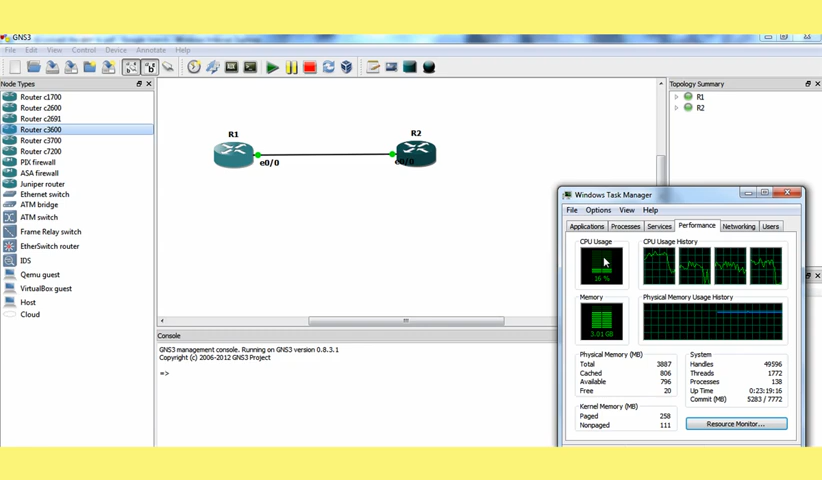 GNS3
File Edit View Control Device Annotate Help
Node Types
Router c1700
Router c2600
Router c2691
Router c3600
Router c3700
Router c7200
PIX firewall
ASA firewall
Juniper router
Ethernet switch
ATM bridge
ATM switch
Frame Relay switch
EtherSwitch router
IDS
Qemu guest
VirtualBox guest
Host
Cloud
R1
R2
e0/0
e0/0
Topology Summary
R1
R2
Console
GNS3 management console. Running on GNS3 version 0.8.3.1
Copyright (c) 2006-2012 GNS3 Project
=>
Windows Task Manager
File Options View Help
Applications Processes Services Performance Networking Users
CPU Usage
CPU Usage History
16 %
Memory
Physical Memory Usage History
3.01 GB
Physical Memory (MB)
Total 3887
Cached 806
Available 796
Free 20
Kernel Memory (MB)
Paged 258
Nonpaged 111
System
Handles 49596
Threads 1772
Processes 138
Up Time 0:23:19:16
Commit (MB) 5283 / 7772
Resource Monitor...